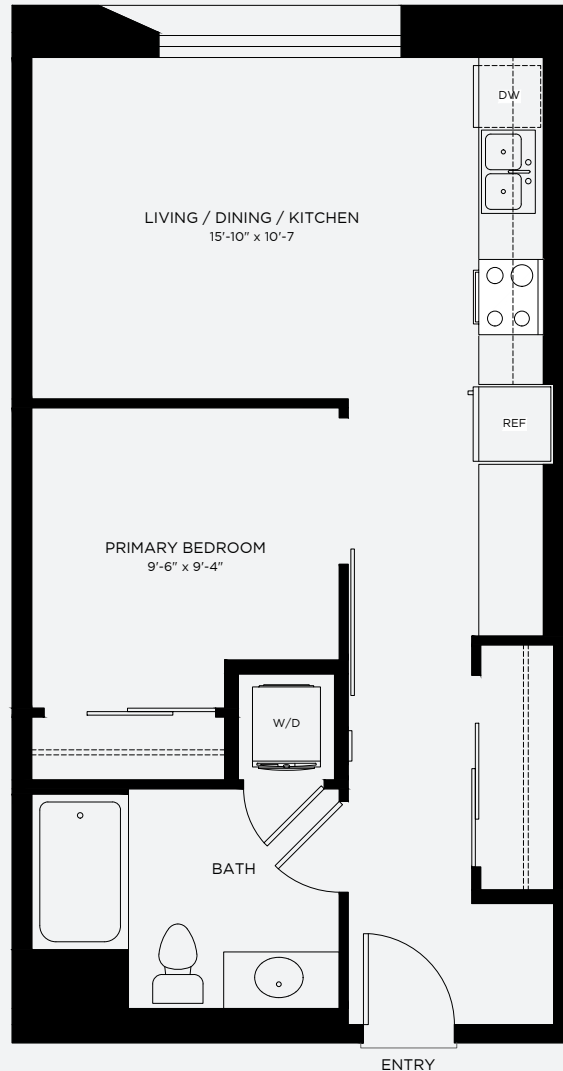 DW
LIVING / DINING / KITCHEN
15'-10" x 10'-7
REF
PRIMARY BEDROOM
9'-6" x 9'-4"
W/D
BATH
ENTRY